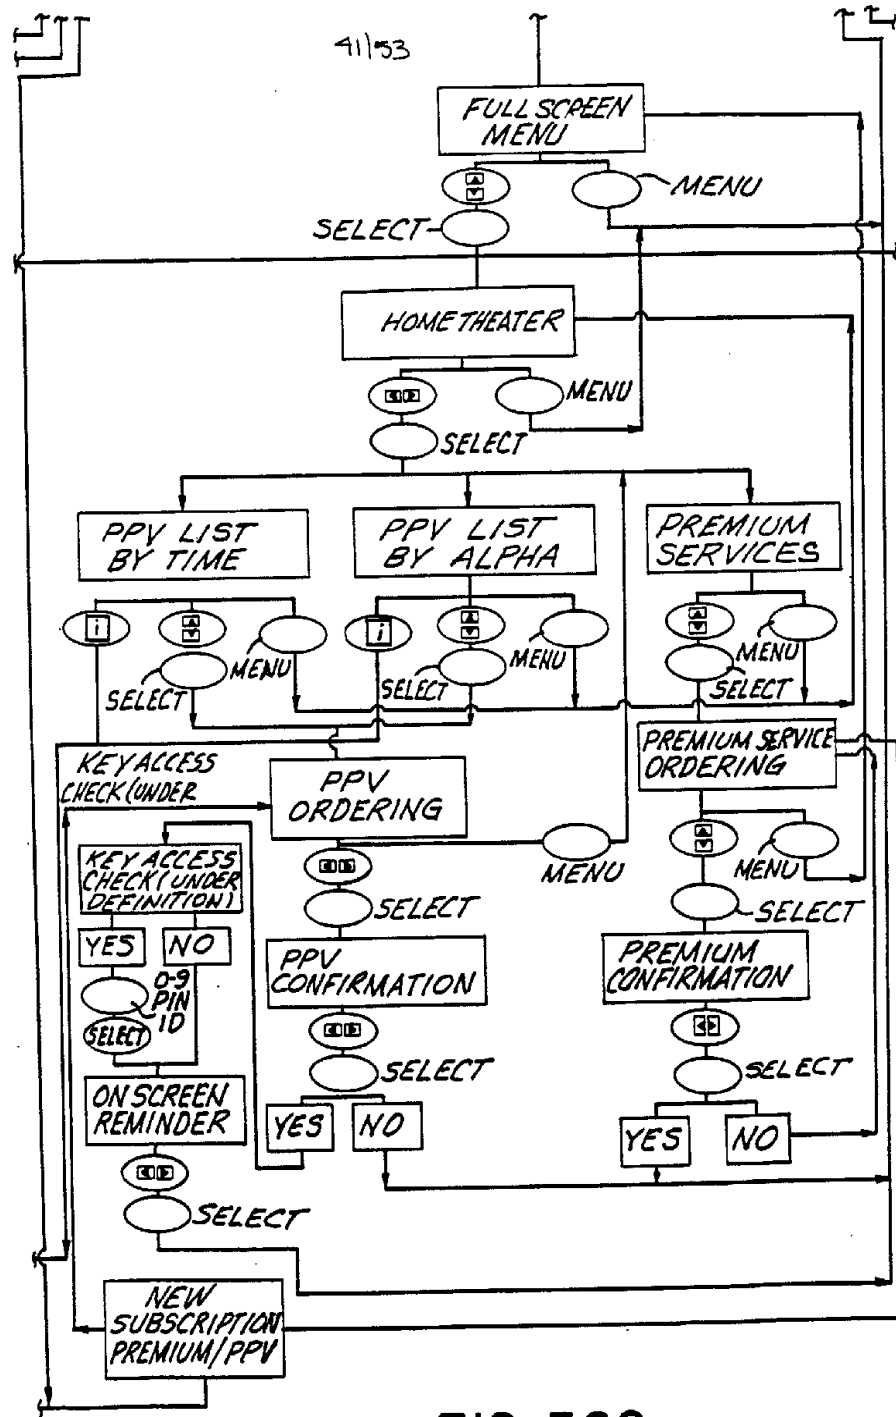 41/53
FULL SCREEN
MENU
MENU
SELECT
HOME THEATER
MENU
SELECT
PPV LIST
BY TIME
PPV LIST
BY ALPHA
PREMIUM
SERVICES
i
i
SELECT
MENU
SELECT
MENU
MENU
SELECT
KEY ACCESS
CHECK (UNDER
PPV
ORDERING
PREMIUM SERVICE
ORDERING
MENU
MENU
KEY ACCESS
CHECK (UNDER
DEFINITION)
SELECT
SELECT
YES
NO
PPV
CONFIRMATION
PREMIUM
CONFIRMATION
0-9
PIN
ID
SELECT
SELECT
SELECT
ON SCREEN
REMINDER
YES
NO
YES
NO
SELECT
NEW
SUBSCRIPTION
PREMIUM/PPV